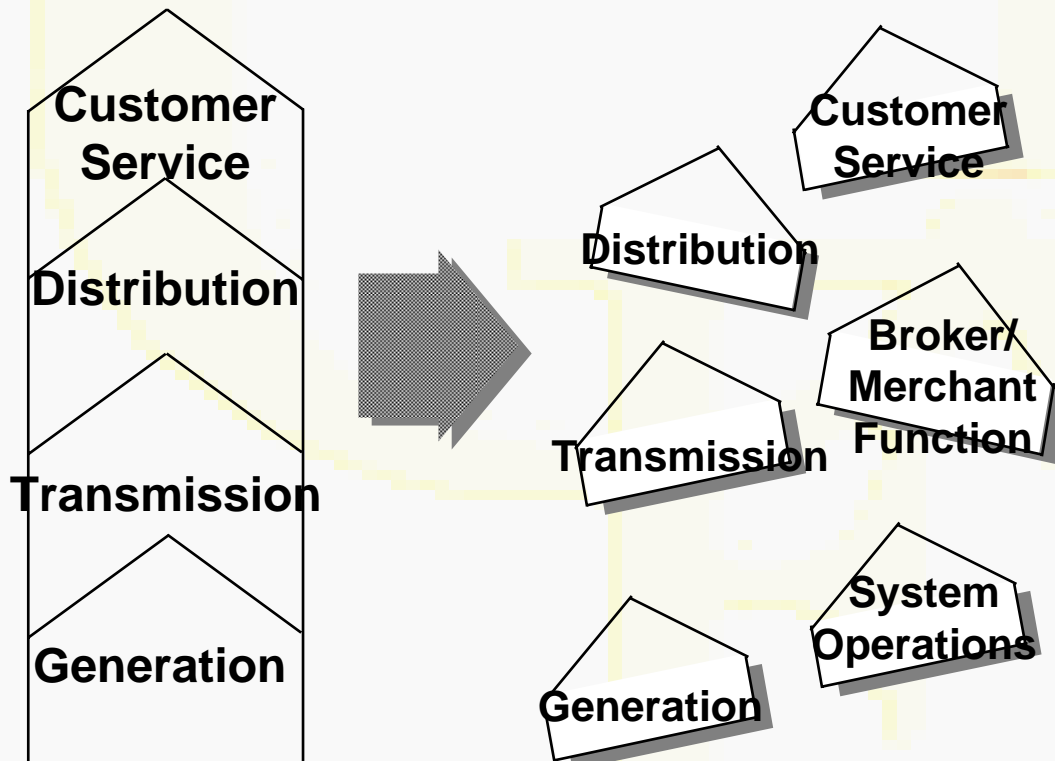 Customer
Service
Distribution
Transmission
Generation
Customer
Service
Distribution
Broker/
Merchant
Function
Transmission
System
Operations
Generation